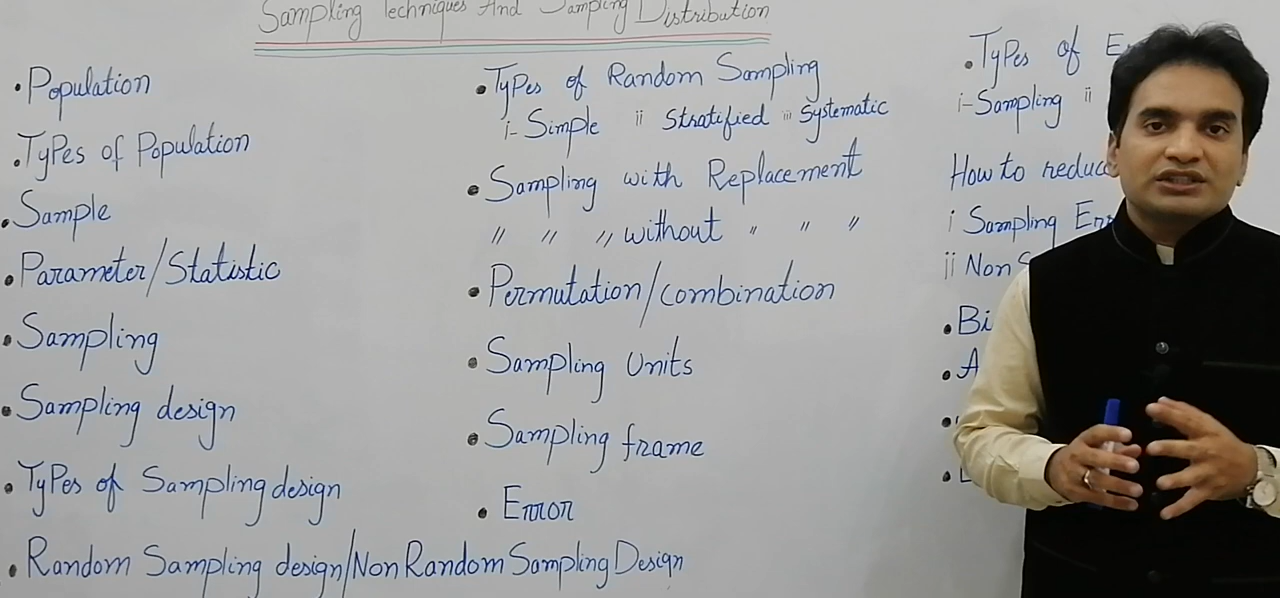 Sampling Techniques And Sampling Distribution
• Population
• Types of Population
• Sample
• Parameter/Statistic
• Sampling
• Sampling design
• Types of Sampling design
• Random Sampling design/Non Random Sampling Design
• Types of Random Sampling
i- Simple ii Stratified iii Systematic
• Sampling with Replacement
〃 〃 〃 without 〃 〃 〃
• Permutation/combination
• Sampling Units
• Sampling frame
• Error
• Types of
i- Sampling ii
How to
i Sampling
ii Non